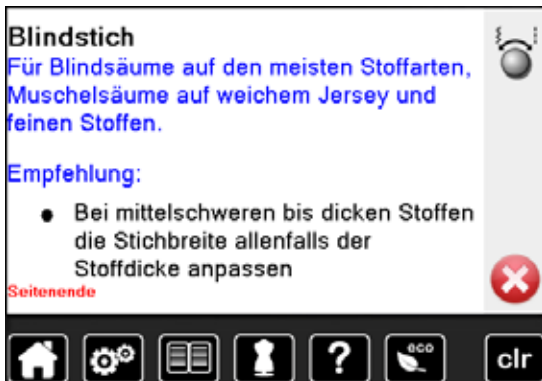 Blindstich
Für Blindsäume auf den meisten Stoffarten,
Muschelsäume auf weichem Jersey und
feinen Stoffen.
Empfehlung:
● Bei mittelschweren bis dicken Stoffen
die Stichbreite allenfalls der
Stoffdicke anpassen
Seitenende
?
eco
clr